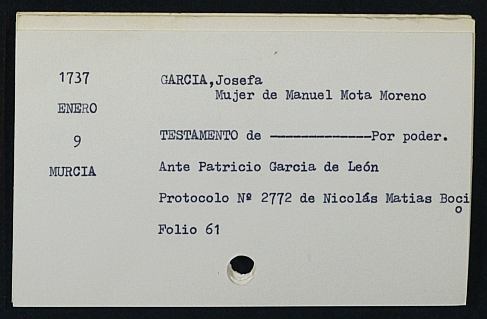 1737 GARCIA,Josefa
Mujer de Manuel Mota Moreno
ENERO
9 TESTAMENTO de ---------------Por poder.
MURCIA Ante Patricio Garcia de León
Protocolo Nº 2772 de Nicolás Matias Boci
o
Folio 61